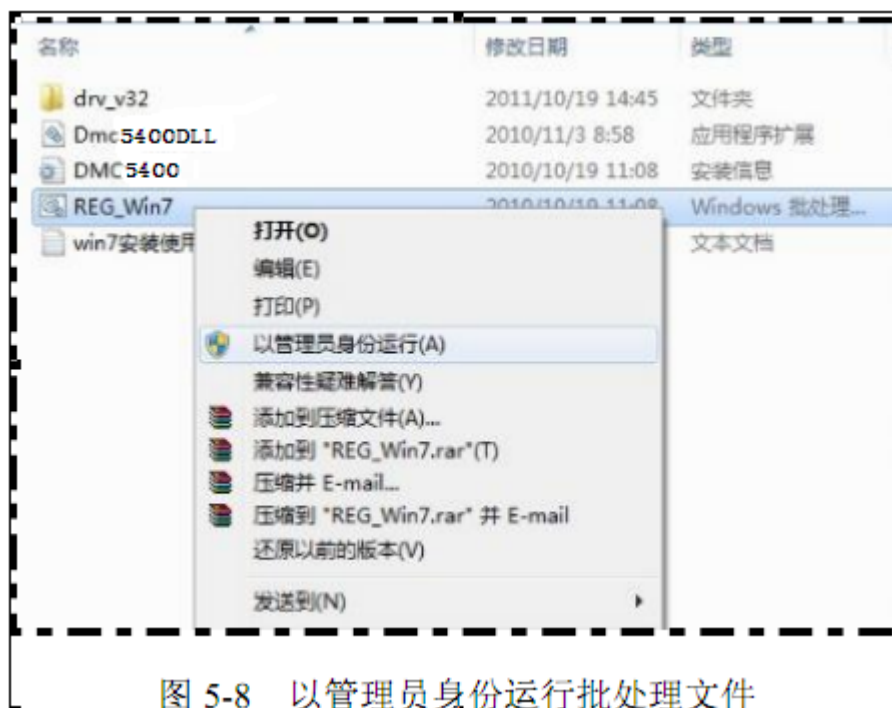 名称 修改日期 类型
drv_v32 2011/10/19 14:45 文件夹
Dmc5400DLL 2010/11/3 8:58 应用程序扩展
DMC5400 2010/10/19 11:08 安装信息
REG_Win7 2010/10/19 11:08 Windows 批处理...
win7安装使用 文本文档
打开(O)
编辑(E)
打印(P)
以管理员身份运行(A)
兼容性疑难解答(Y)
添加到压缩文件(A)...
添加到 "REG_Win7.rar"(T)
压缩并 E-mail...
压缩到 "REG_Win7.rar" 并 E-mail
还原以前的版本(V)
发送到(N)
图 5-8 以管理员身份运行批处理文件